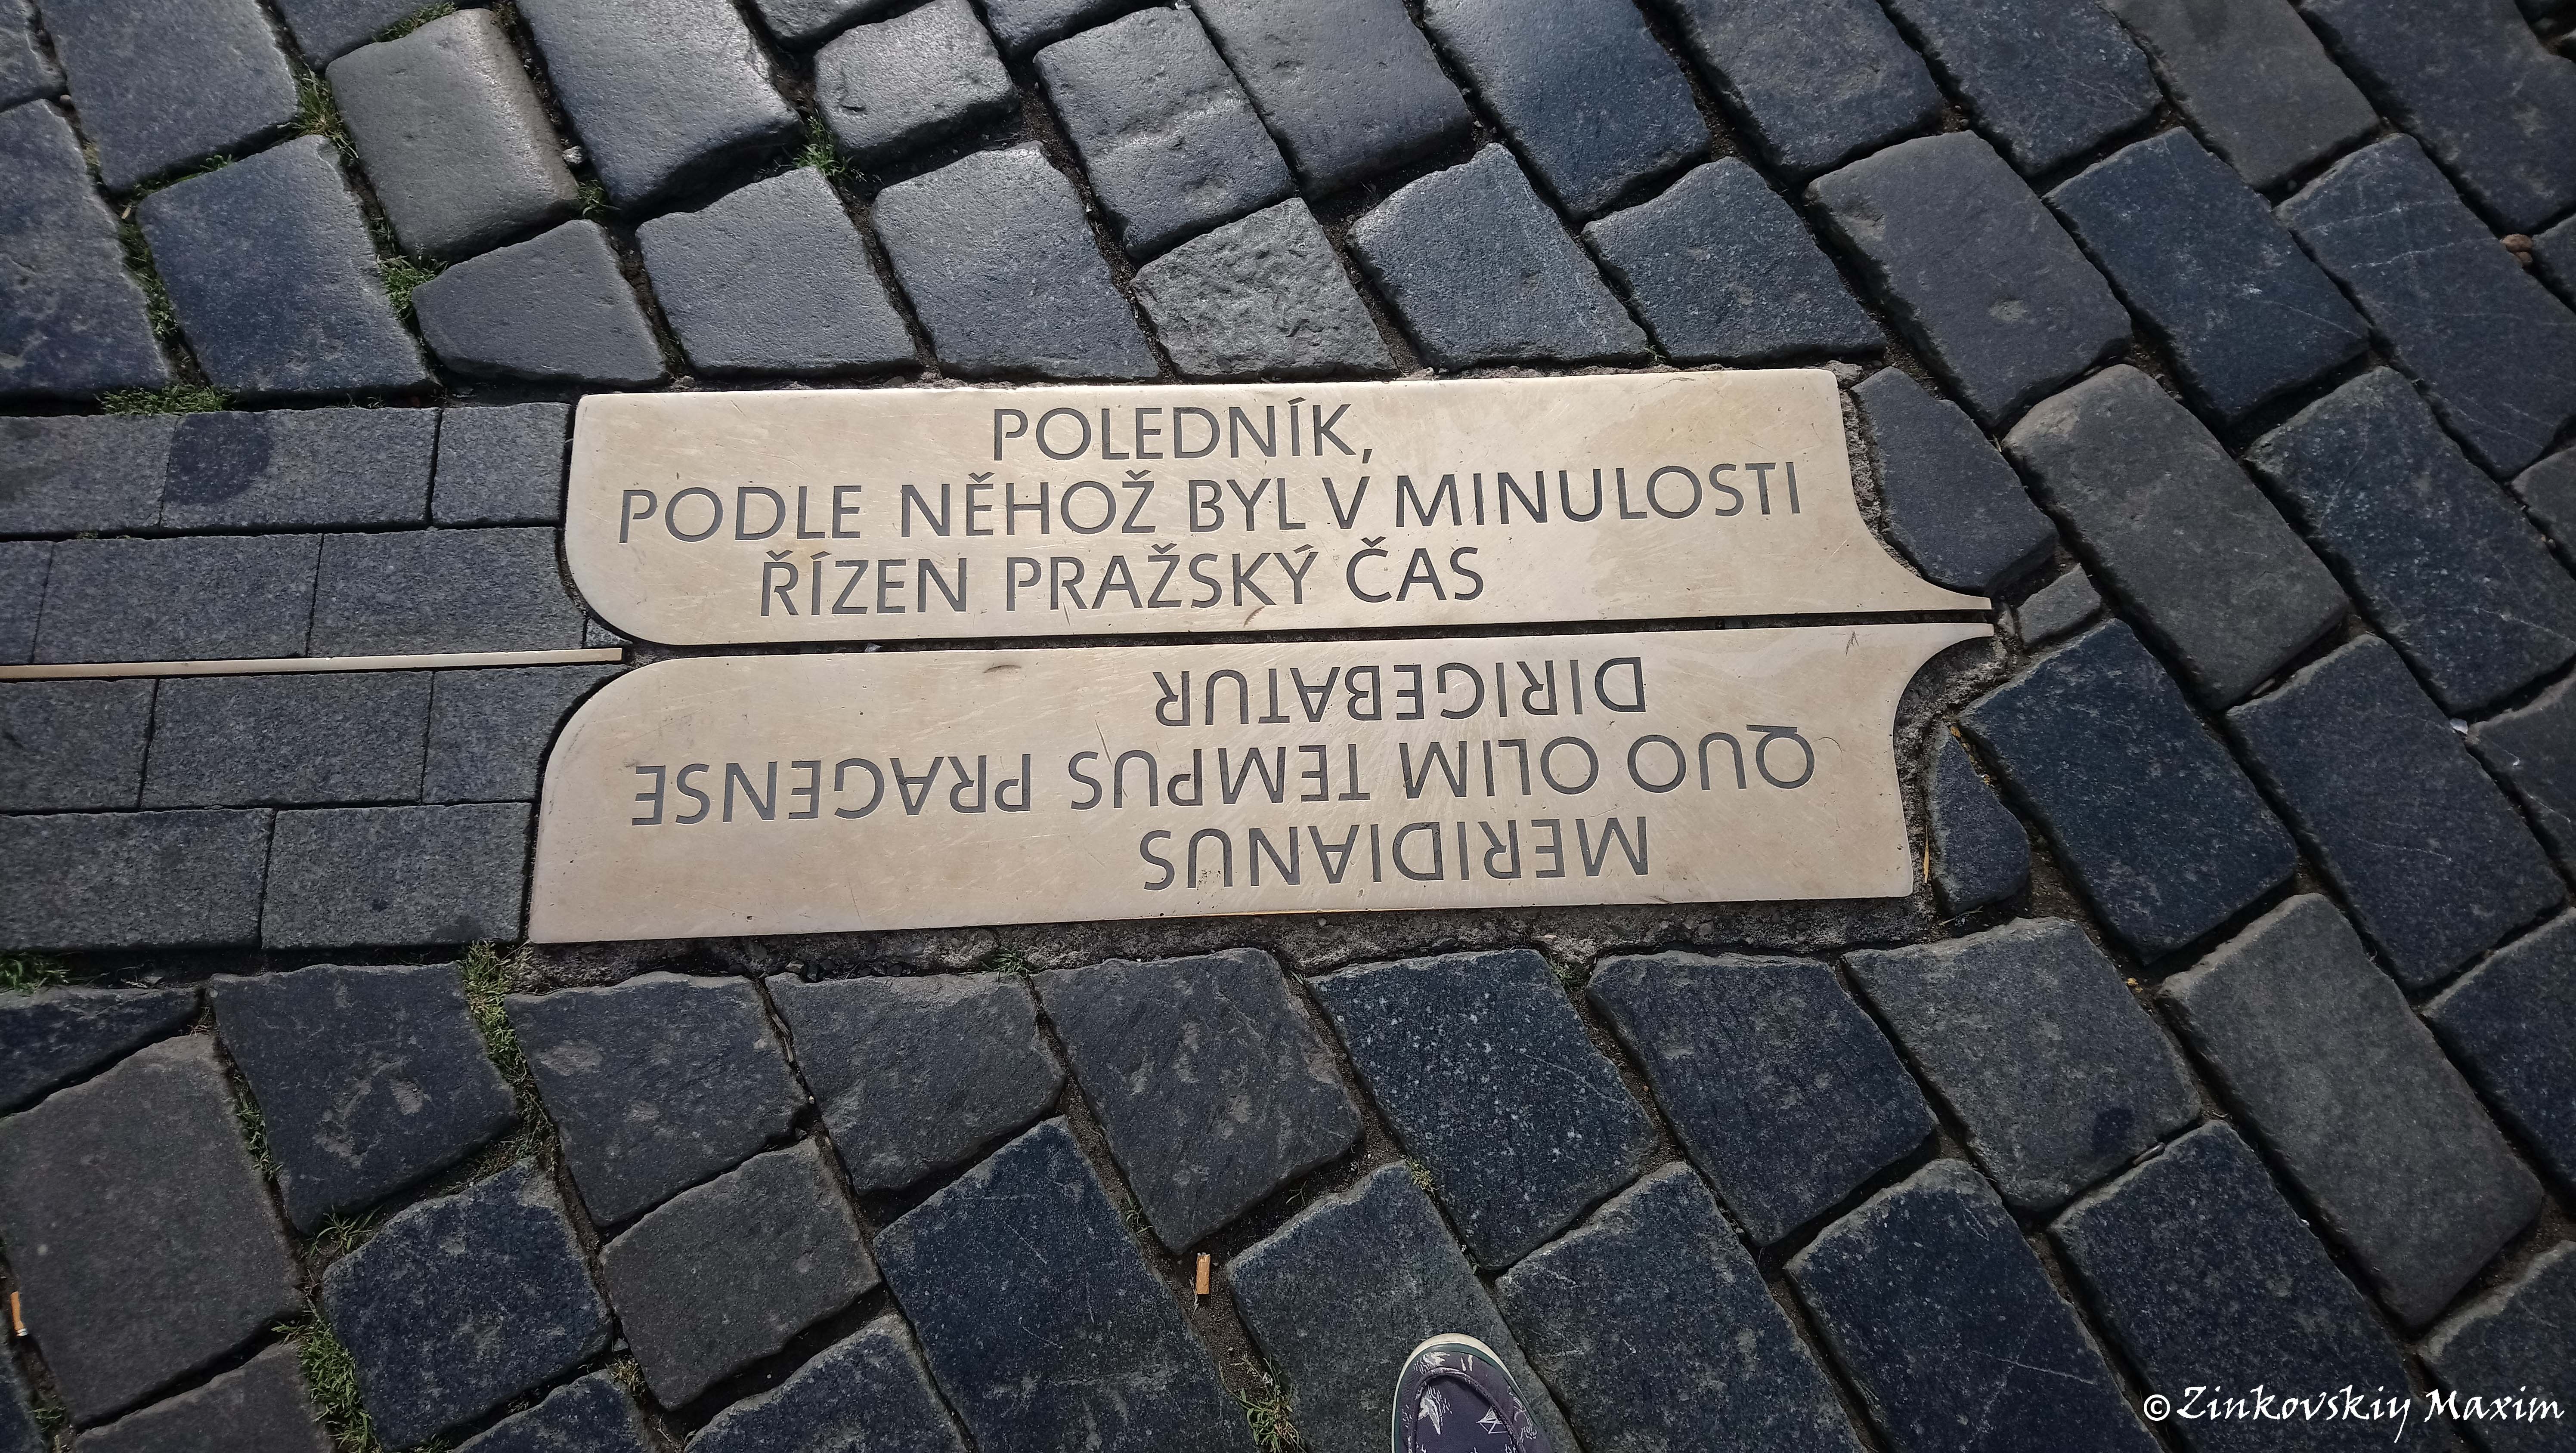 POLEDNÍK,
PODLE NĚHOŽ BYL V MINULOSTI
ŘÍZEN PRAŽSKÝ ČAS
MERIDIANUS
QUO OLIM TEMPUS PRAGENSE
DIRIGEBATUR
©Zinkovskiy Maxim